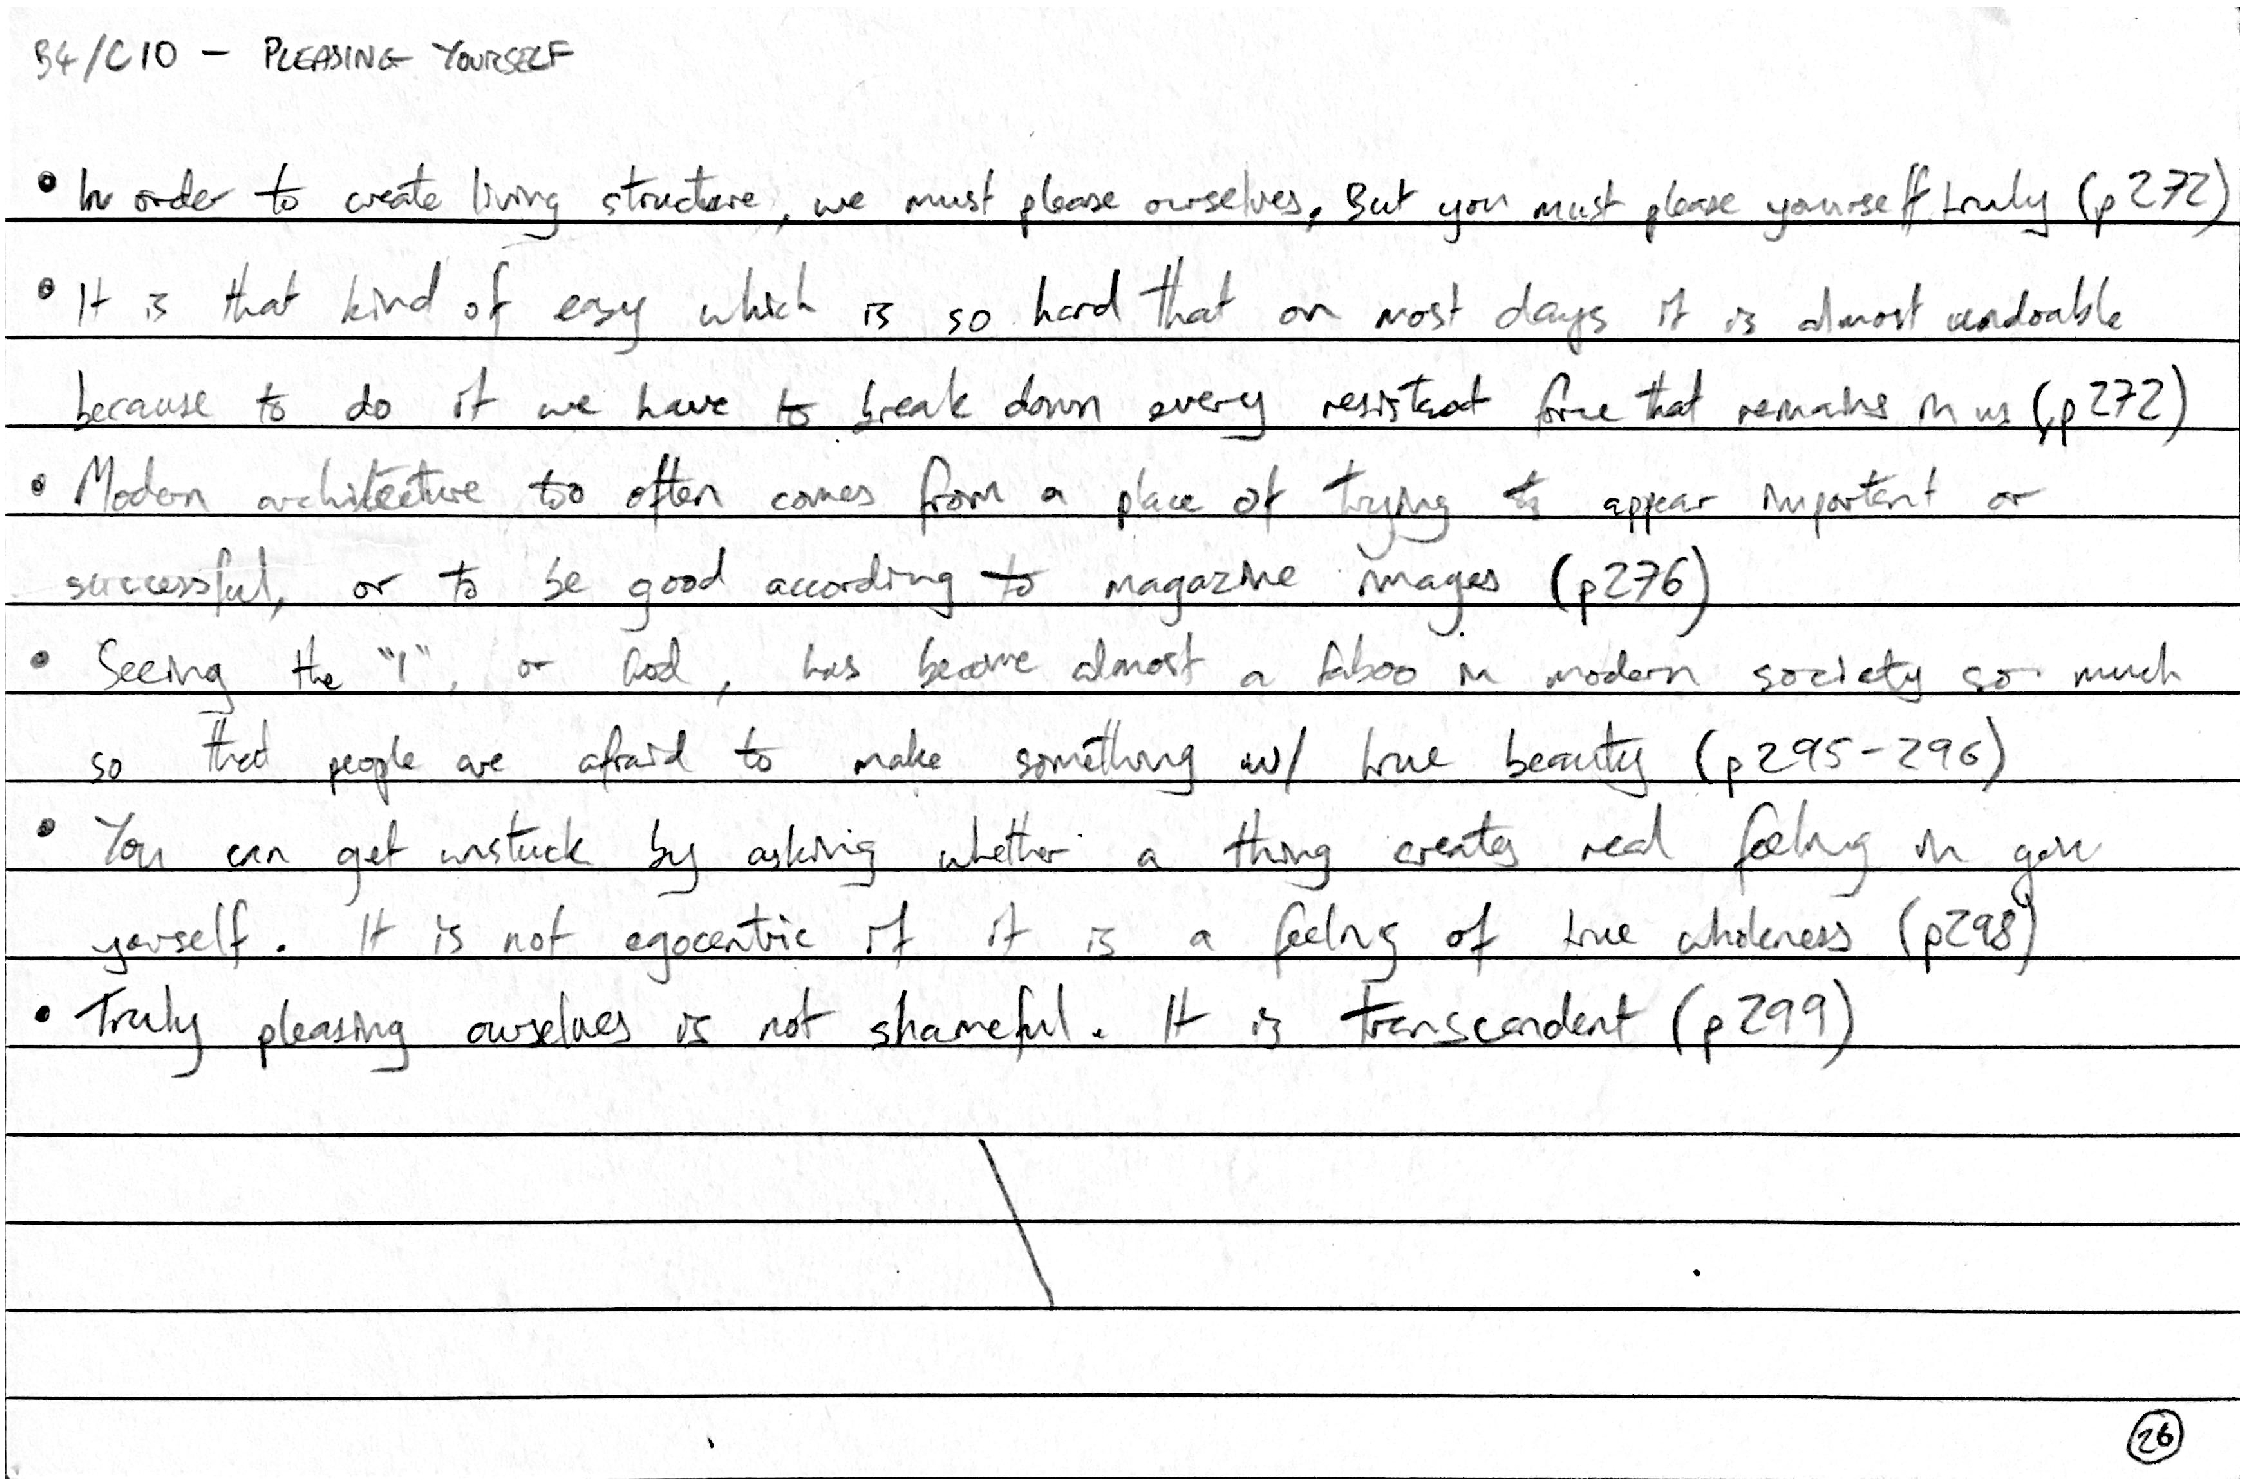 B4/C10 - PLEASING YOURSELF
• In order to create living structure, we must please ourselves. But you must please yourself truly (p272)
• It is that kind of easy which is so hard that on most days it is almost undoable
because to do it we have to break down every resistant force that remains in us (p272)
• Modern architecture too often comes from a place of trying to appear important or
successful, or to be good according to magazine images (p276)
• Seeing the "I", or God, has become almost a taboo in modern society so much
so that people are afraid to make something w/ true beauty (p295-296)
• You can get unstuck by asking whether a thing creates real feeling in you
yourself. It is not egocentric if it is a feeling of true wholeness (p298)
• Truly pleasing ourselves is not shameful. It is transcendent (p299)
26